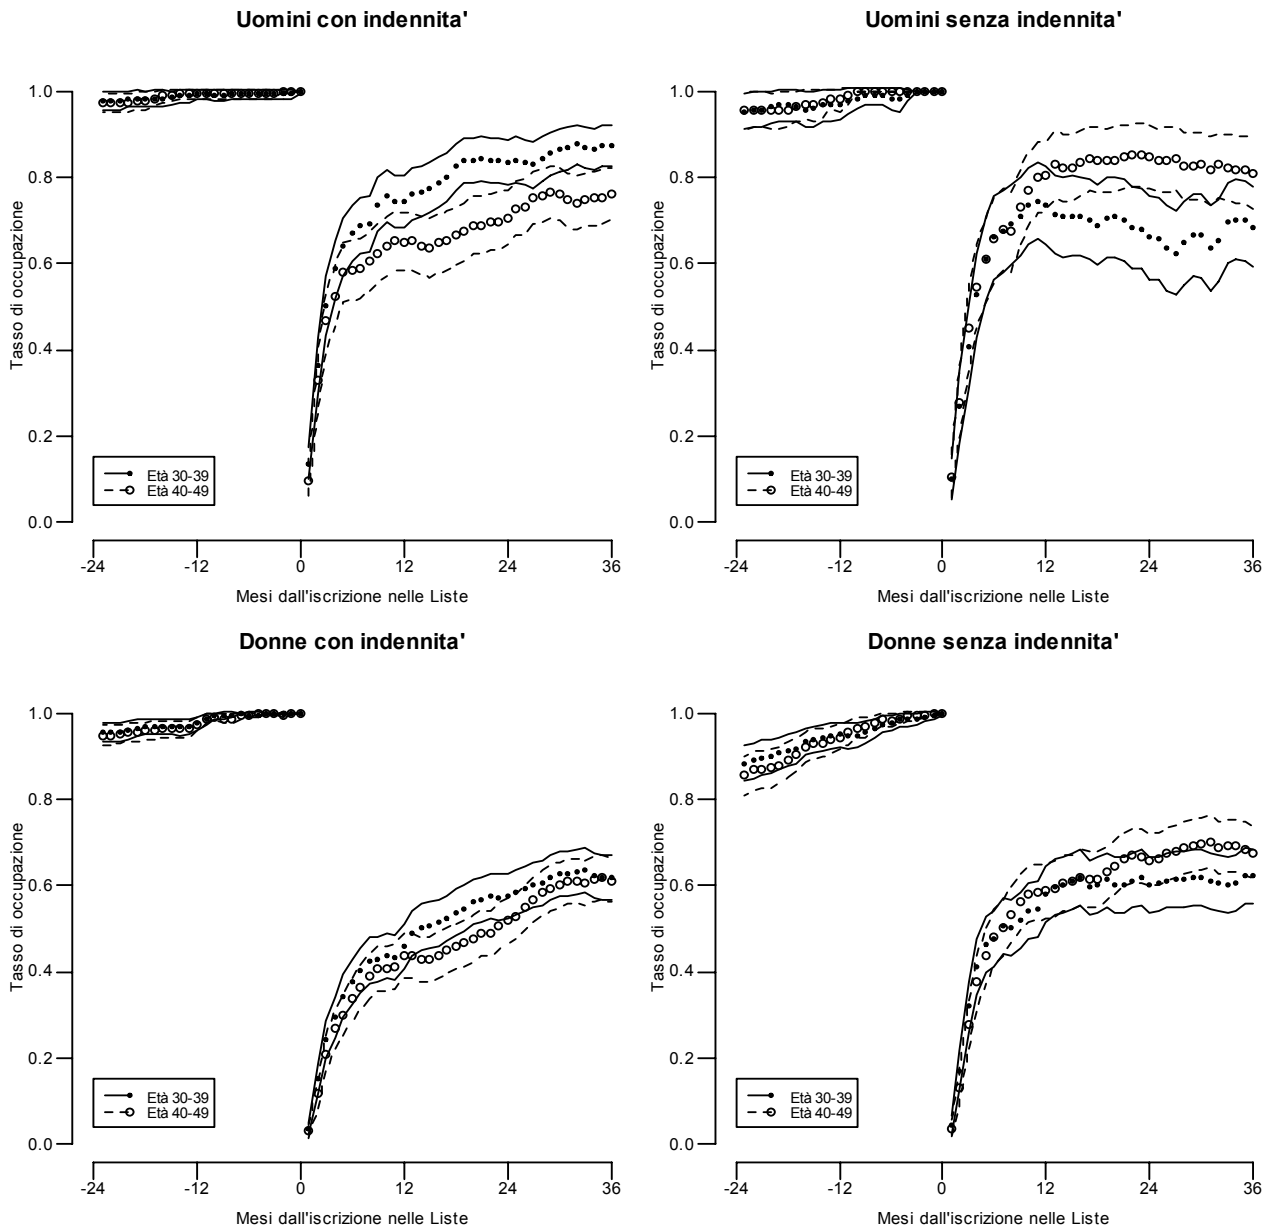 Uomini con indennita'
Uomini senza indennita'
Tasso di occupazione
1.0
0.8
0.6
0.4
0.2
0.0
Età 30-39
Età 40-49
-24 -12 0 12 24 36
Mesi dall'iscrizione nelle Liste
Tasso di occupazione
1.0
0.8
0.6
0.4
0.2
0.0
Età 30-39
Età 40-49
-24 -12 0 12 24 36
Mesi dall'iscrizione nelle Liste
Donne con indennita'
Donne senza indennita'
Tasso di occupazione
1.0
0.8
0.6
0.4
0.2
0.0
Età 30-39
Età 40-49
-24 -12 0 12 24 36
Mesi dall'iscrizione nelle Liste
Tasso di occupazione
1.0
0.8
0.6
0.4
0.2
0.0
Età 30-39
Età 40-49
-24 -12 0 12 24 36
Mesi dall'iscrizione nelle Liste